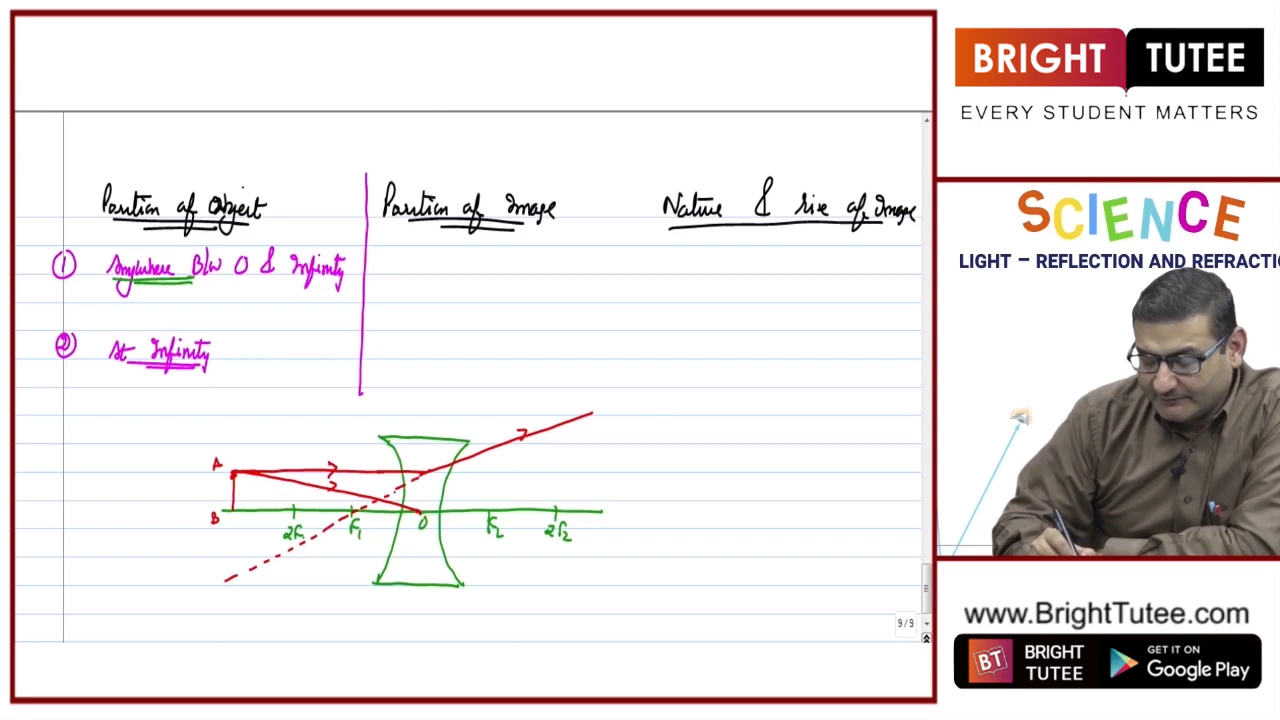 BRIGHT TUTEE
EVERY STUDENT MATTERS
SCIENCE
LIGHT – REFLECTION AND REFRACTI
Position of Object
Position of Image
Nature & size of Image
① Anywhere B/w O & Infinity
② At Infinity
A
B
2F1
F1
O
F2
2F2
9 / 9
www.BrightTutee.com
BT BRIGHT TUTEE
GET IT ON Google Play